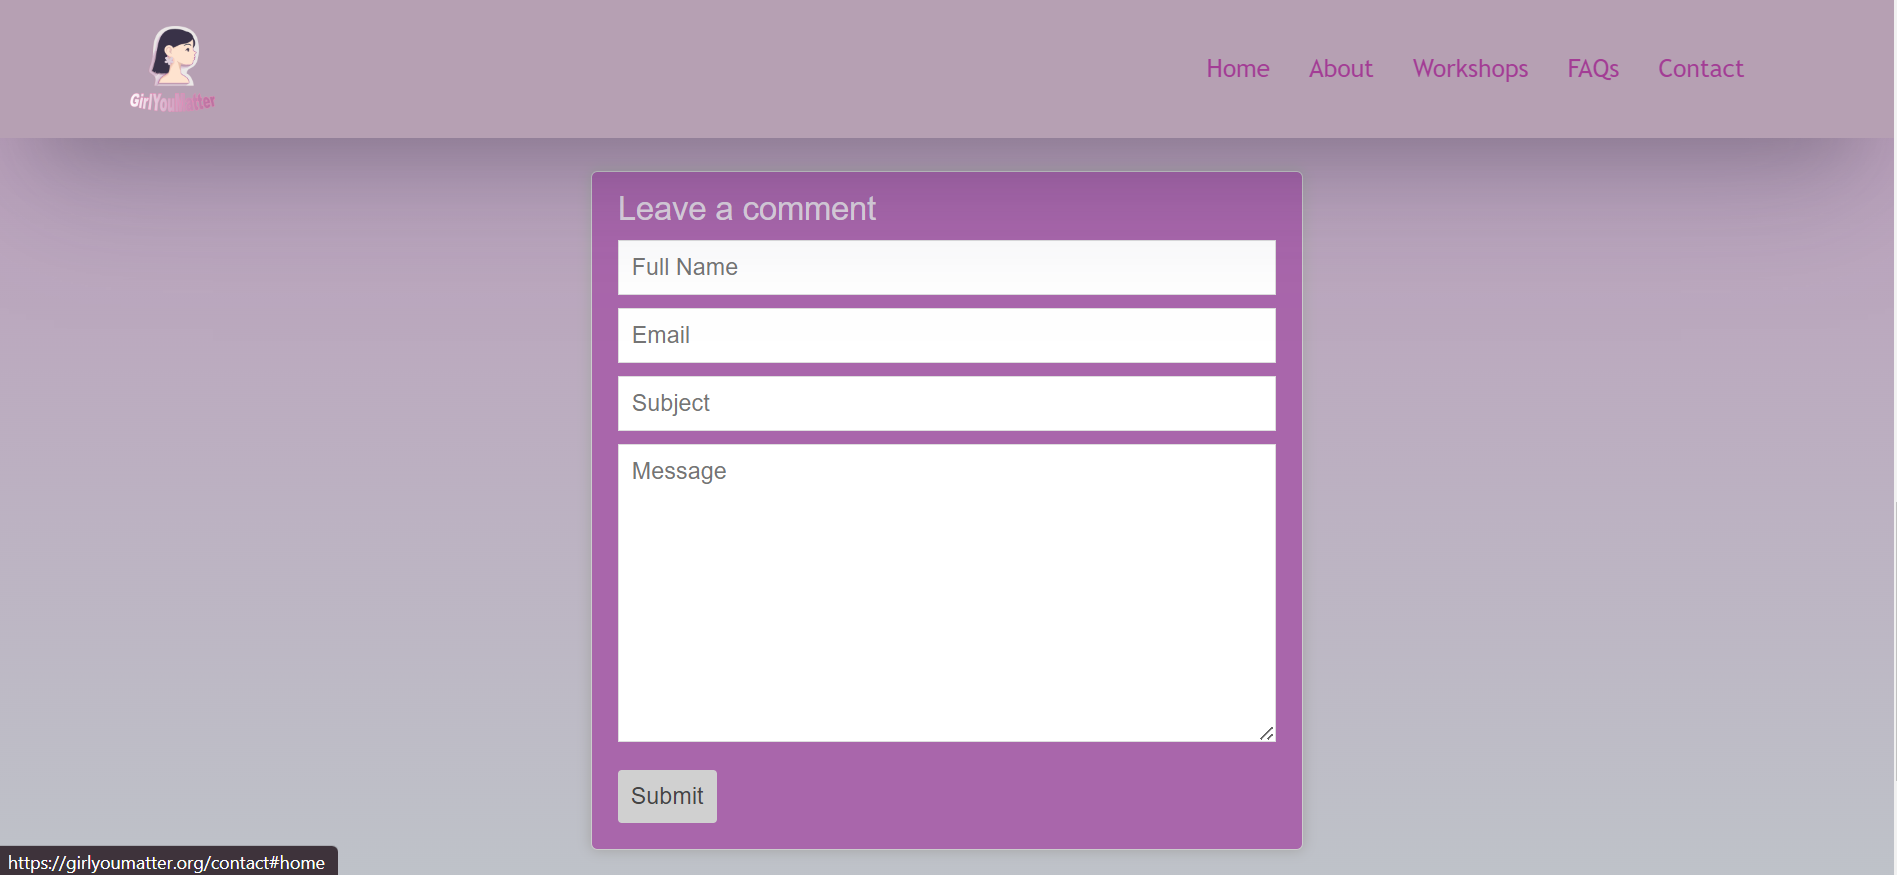 GirlYouMatter
Home About Workshops FAQs Contact
Leave a comment
Full Name
Email
Subject
Message
Submit
https://girlyoumatter.org/contact#home